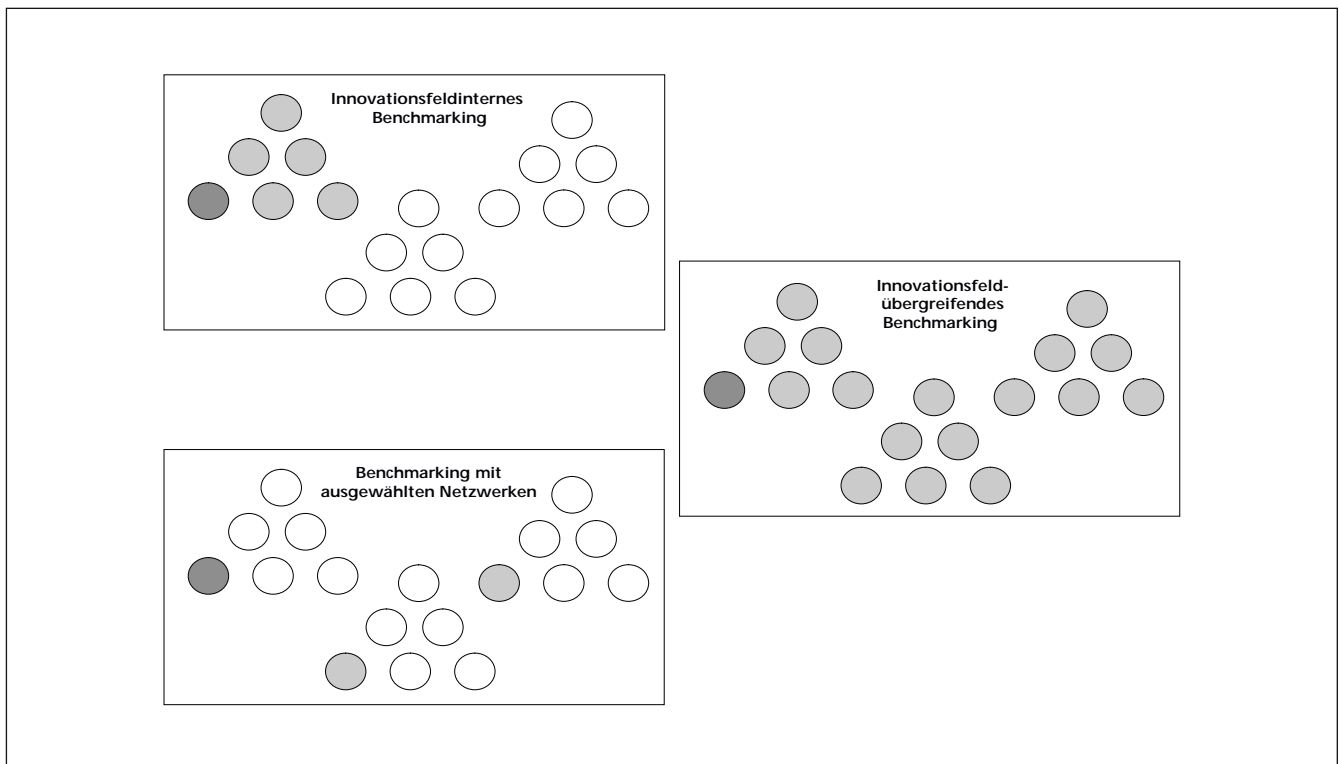 Innovationsfeldinternes
Benchmarking
Innovationsfeld-
übergreifendes
Benchmarking
Benchmarking mit
ausgewählten Netzwerken